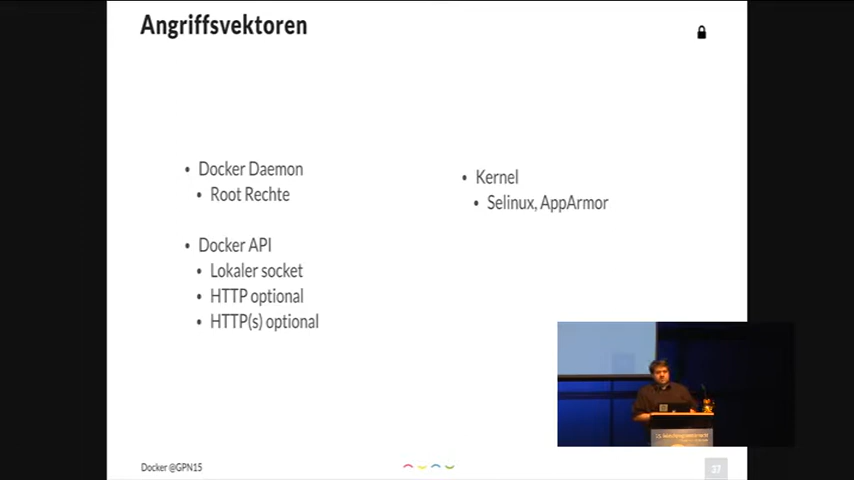 Angriffsvektoren
Docker Daemon
Root Rechte
Docker API
Lokaler socket
HTTP optional
HTTP(s) optional
Kernel
Selinux, AppArmor
Docker @GPN15
37